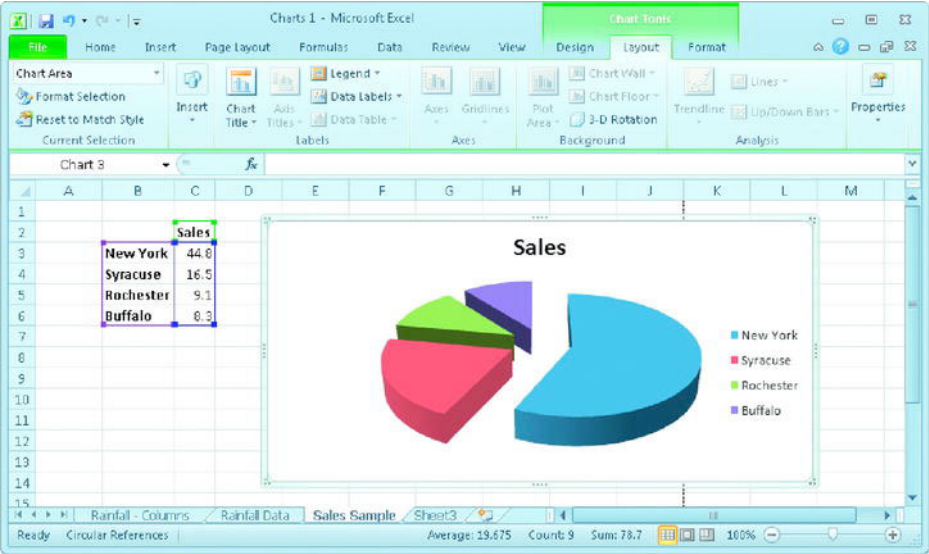 Charts 1 - Microsoft Excel
Chart Tools
File Home Insert Page Layout Formulas Data Review View Design Layout Format
Chart Area
Format Selection
Reset to Match Style
Current Selection
Insert
Chart Title
Axis Titles
Legend
Data Labels
Data Table
Labels
Axes
Gridlines
Axes
Plot Area
Chart Wall
Chart Floor
3-D Rotation
Background
Trendline
Lines
Up/Down Bars
Analysis
Properties
Chart 3 fx
A B C D E F G H I J K L M
1
2 Sales
3 New York 44.8
4 Syracuse 16.5
5 Rochester 9.1
6 Buffalo 8.3
7
8
9
10
11
12
13
14
15
Sales
New York
Syracuse
Rochester
Buffalo
Rainfall - Columns Rainfall Data Sales Sample Sheet3
Ready Circular References Average: 19.675 Count: 9 Sum: 78.7 100%